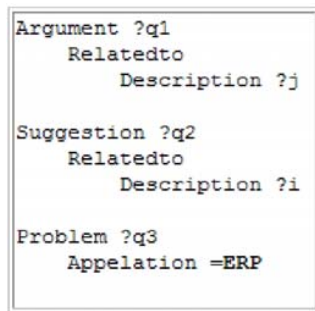 Argument ?q1
Relatedto
Description ?j
Suggestion ?q2
Relatedto
Description ?i
Problem ?q3
Appelation =ERP